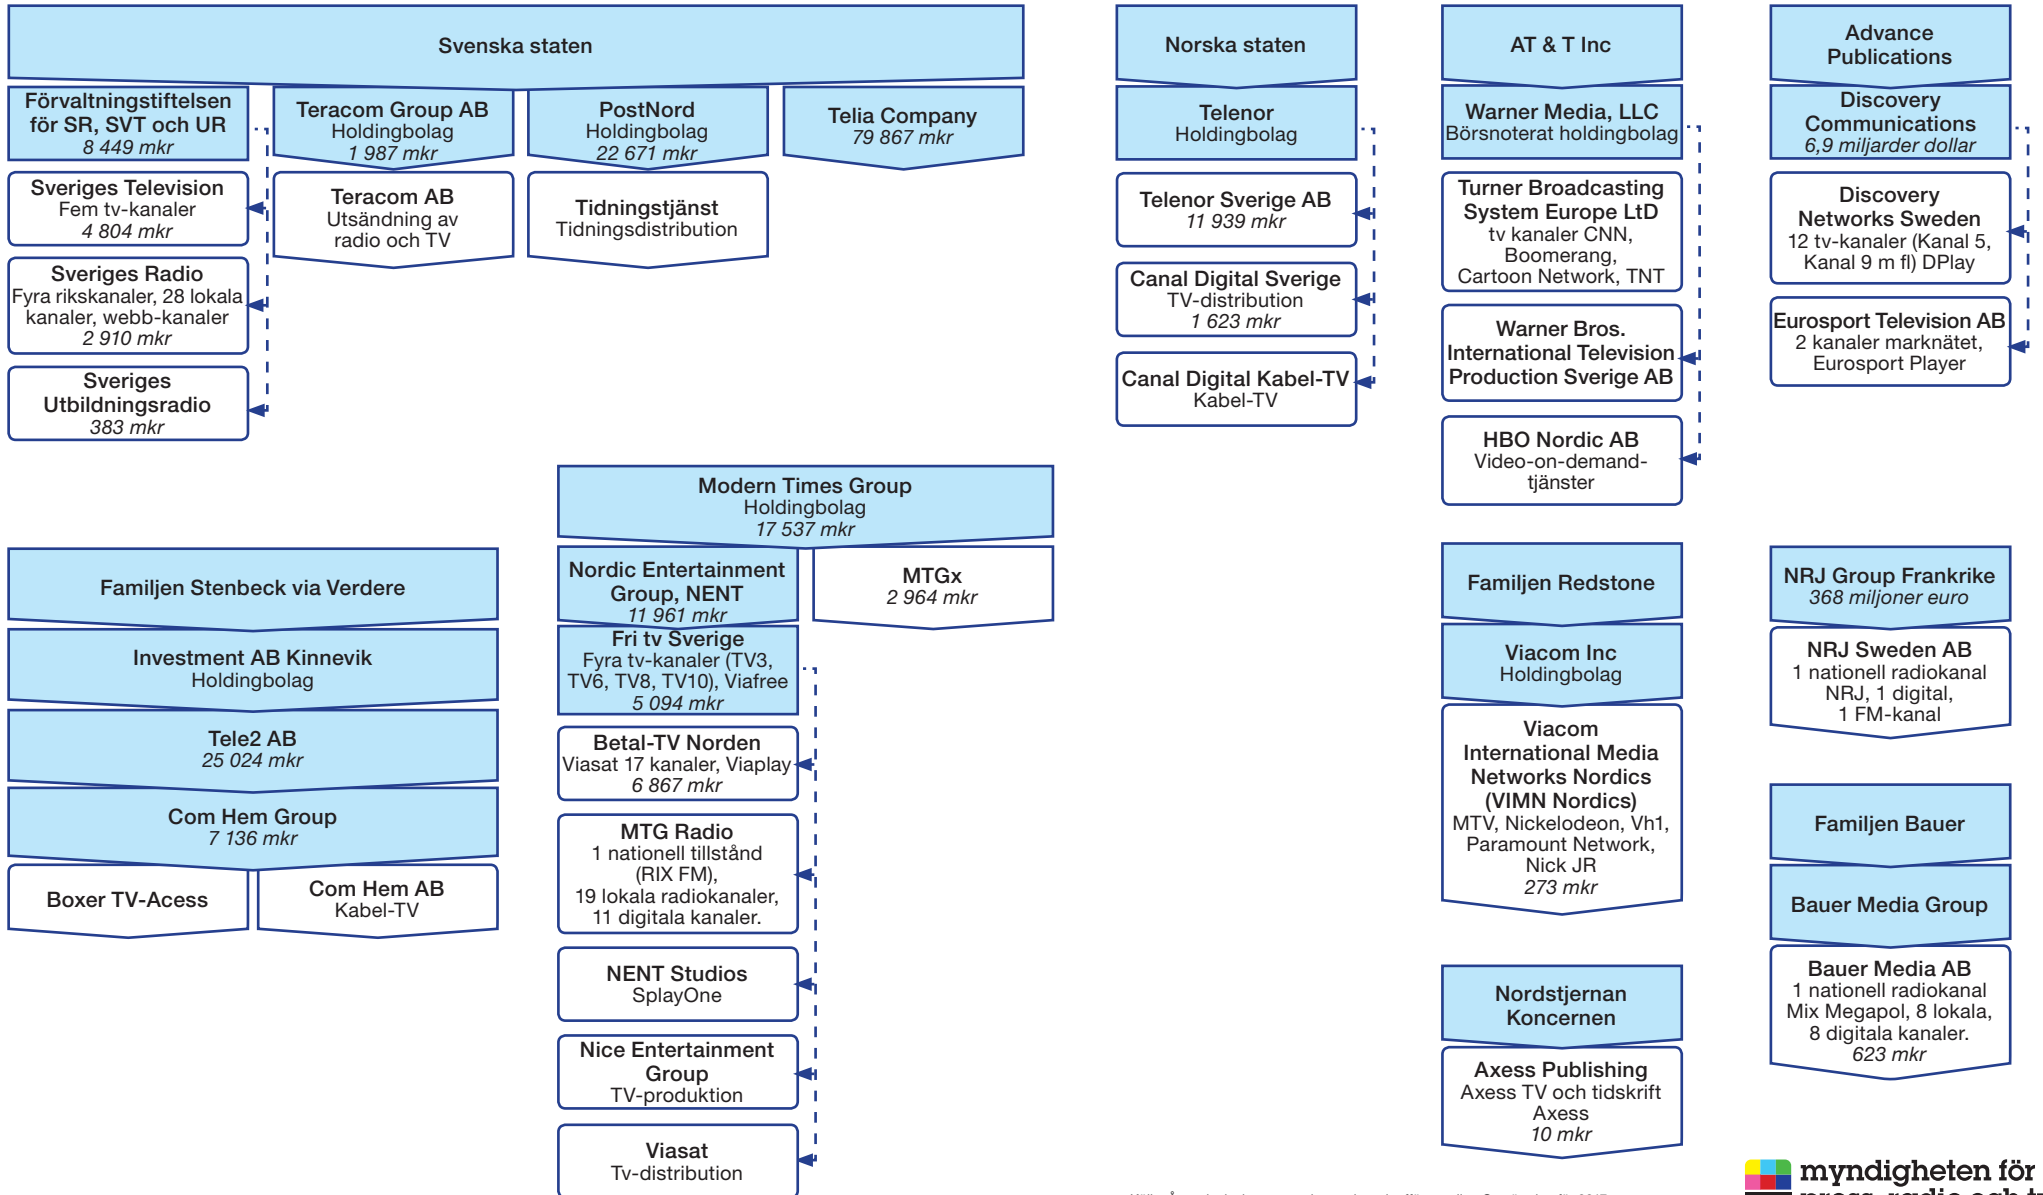 Svenska staten
Förvaltningstiftelsen
för SR, SVT och UR
8 449 mkr
Sveriges Television
Fem tv-kanaler
4 804 mkr
Sveriges Radio
Fyra rikskanaler, 28 lokala
kanaler, webb-kanaler
2 910 mkr
Sveriges
Utbildningsradio
383 mkr
Teracom Group AB
Holdingbolag
1 987 mkr
Teracom AB
Utsändning av
radio och TV
PostNord
Holdingbolag
22 671 mkr
Tidningstjänst
Tidningsdistribution
Telia Company
79 867 mkr
Norska staten
Telenor
Holdingbolag
Telenor Sverige AB
11 939 mkr
Canal Digital Sverige
TV-distribution
1 623 mkr
Canal Digital Kabel-TV
Kabel-TV
AT & T Inc
Warner Media, LLC
Börsnoterat holdingbolag
Turner Broadcasting
System Europe LtD
tv kanaler CNN,
Boomerang,
Cartoon Network, TNT
Warner Bros.
International Television
Production Sverige AB
HBO Nordic AB
Video-on-demand-
tjänster
Advance
Publications
Discovery
Communications
6,9 miljarder dollar
Discovery
Networks Sweden
12 tv-kanaler (Kanal 5,
Kanal 9 m fl) DPlay
Eurosport Television AB
2 kanaler marknätet,
Eurosport Player
Familjen Stenbeck via Verdere
Investment AB Kinnevik
Holdingbolag
Tele2 AB
25 024 mkr
Com Hem Group
7 136 mkr
Boxer TV-Acess
Com Hem AB
Kabel-TV
Modern Times Group
Holdingbolag
17 537 mkr
Nordic Entertainment
Group, NENT
11 961 mkr
MTGx
2 964 mkr
Fri tv Sverige
Fyra tv-kanaler (TV3,
TV6, TV8, TV10), Viafree
5 094 mkr
Betal-TV Norden
Viasat 17 kanaler, Viaplay
6 867 mkr
MTG Radio
1 nationell tillstånd
(RIX FM),
19 lokala radiokanaler,
11 digitala kanaler.
NENT Studios
SplayOne
Nice Entertainment
Group
TV-produktion
Viasat
Tv-distribution
Familjen Redstone
Viacom Inc
Holdingbolag
Viacom
International Media
Networks Nordics
(VIMN Nordics)
MTV, Nickelodeon, Vh1,
Paramount Network,
Nick JR
273 mkr
Nordstjernan
Koncernen
Axess Publishing
Axess TV och tidskrift
Axess
10 mkr
NRJ Group Frankrike
368 miljoner euro
NRJ Sweden AB
1 nationell radiokanal
NRJ, 1 digital,
1 FM-kanal
Familjen Bauer
Bauer Media Group
Bauer Media AB
1 nationell radiokanal
Mix Megapol, 8 lokala,
8 digitala kanaler.
623 mkr
myndigheten för